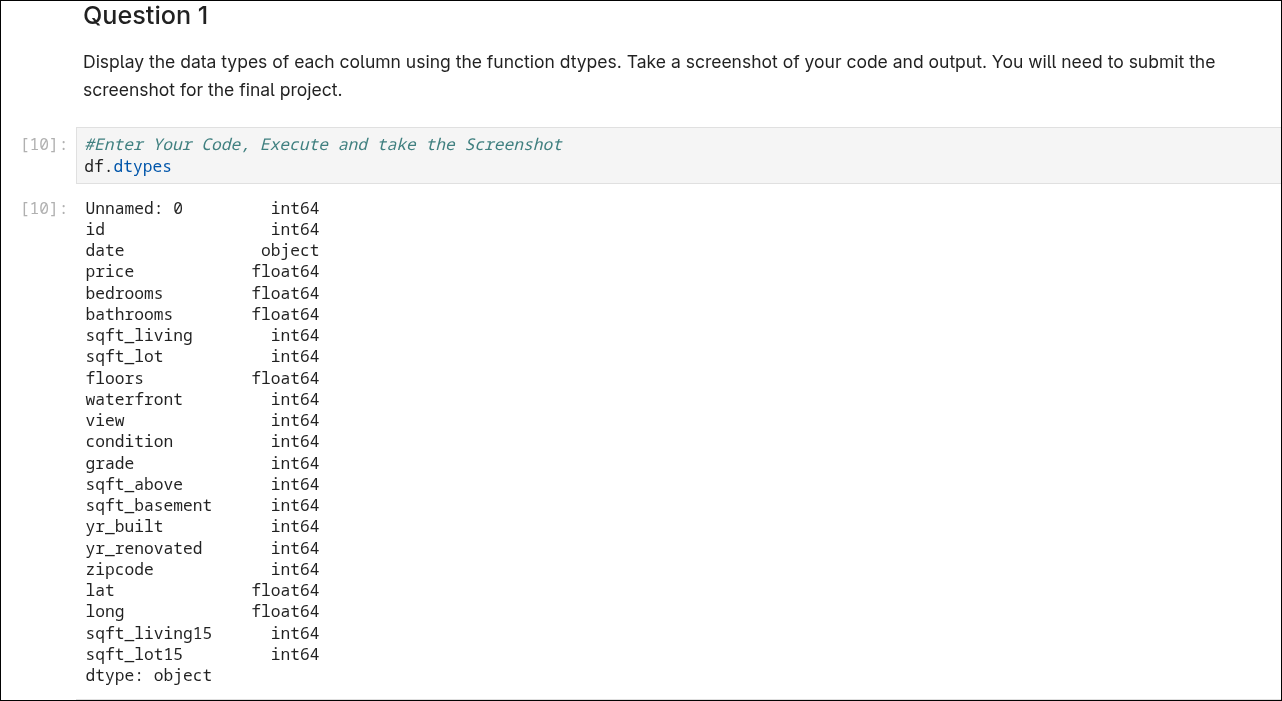 Question 1
Display the data types of each column using the function dtypes. Take a screenshot of your code and output. You will need to submit the
screenshot for the final project.
[10]: #Enter Your Code, Execute and take the Screenshot
df.dtypes
[10]: Unnamed: 0 int64
id int64
date object
price float64
bedrooms float64
bathrooms float64
sqft_living int64
sqft_lot int64
floors float64
waterfront int64
view int64
condition int64
grade int64
sqft_above int64
sqft_basement int64
yr_built int64
yr_renovated int64
zipcode int64
lat float64
long float64
sqft_living15 int64
sqft_lot15 int64
dtype: object